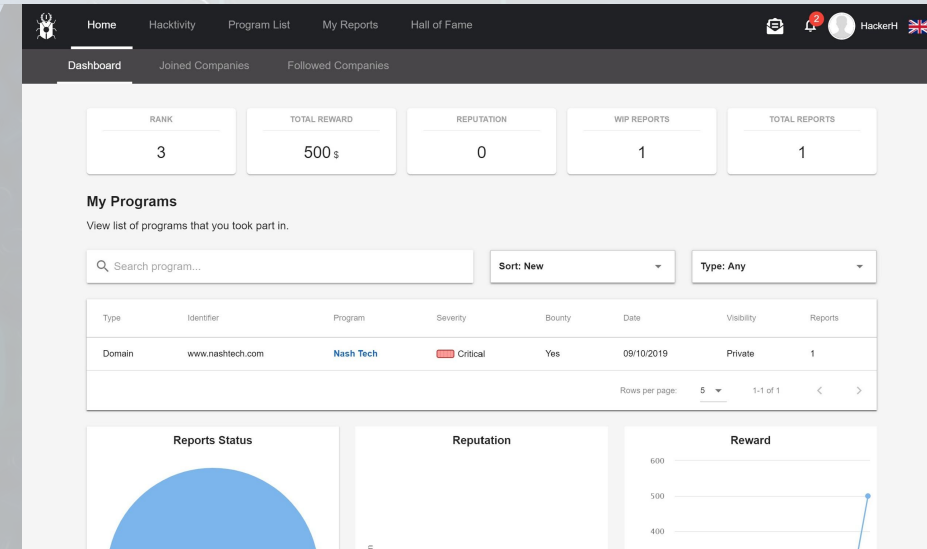 Home Hacktivity Program List My Reports Hall of Fame 2 HackerH
Dashboard Joined Companies Followed Companies
RANK TOTAL REWARD REPUTATION WIP REPORTS TOTAL REPORTS
3 500 $ 0 1 1
My Programs
View list of programs that you took part in.
Search program... Sort: New Type: Any
Type Identifier Program Severity Bounty Date Visibility Reports
Domain www.nashtech.com Nash Tech Critical Yes 09/10/2019 Private 1
Rows per page: 5 1-1 of 1
Reports Status Reputation Reward
600
500
400